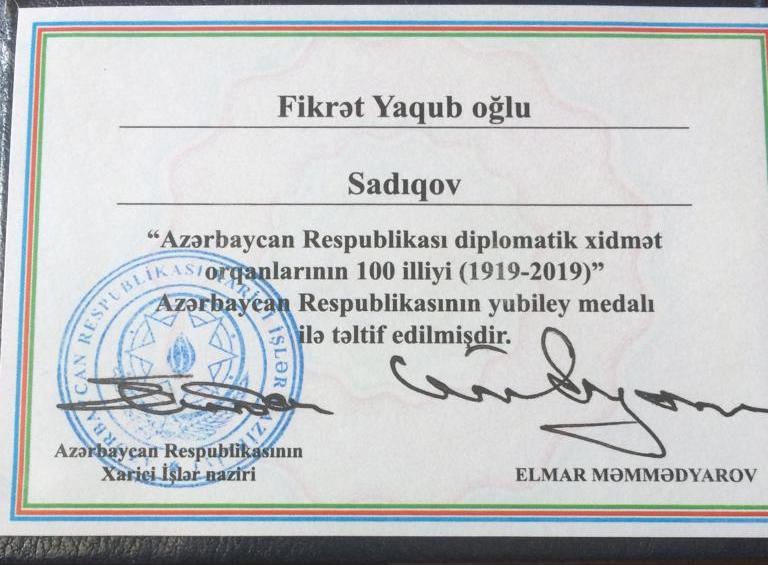 Fikrət Yaqub oğlu
Sadıqov
“Azərbaycan Respublikası diplomatik xidmət
orqanlarının 100 illiyi (1919-2019)”
Azərbaycan Respublikasının yubiley medalı
ilə təltif edilmişdir.
Azərbaycan Respublikasının
Xarici İşlər naziri
ELMAR MƏMMƏDYAROV